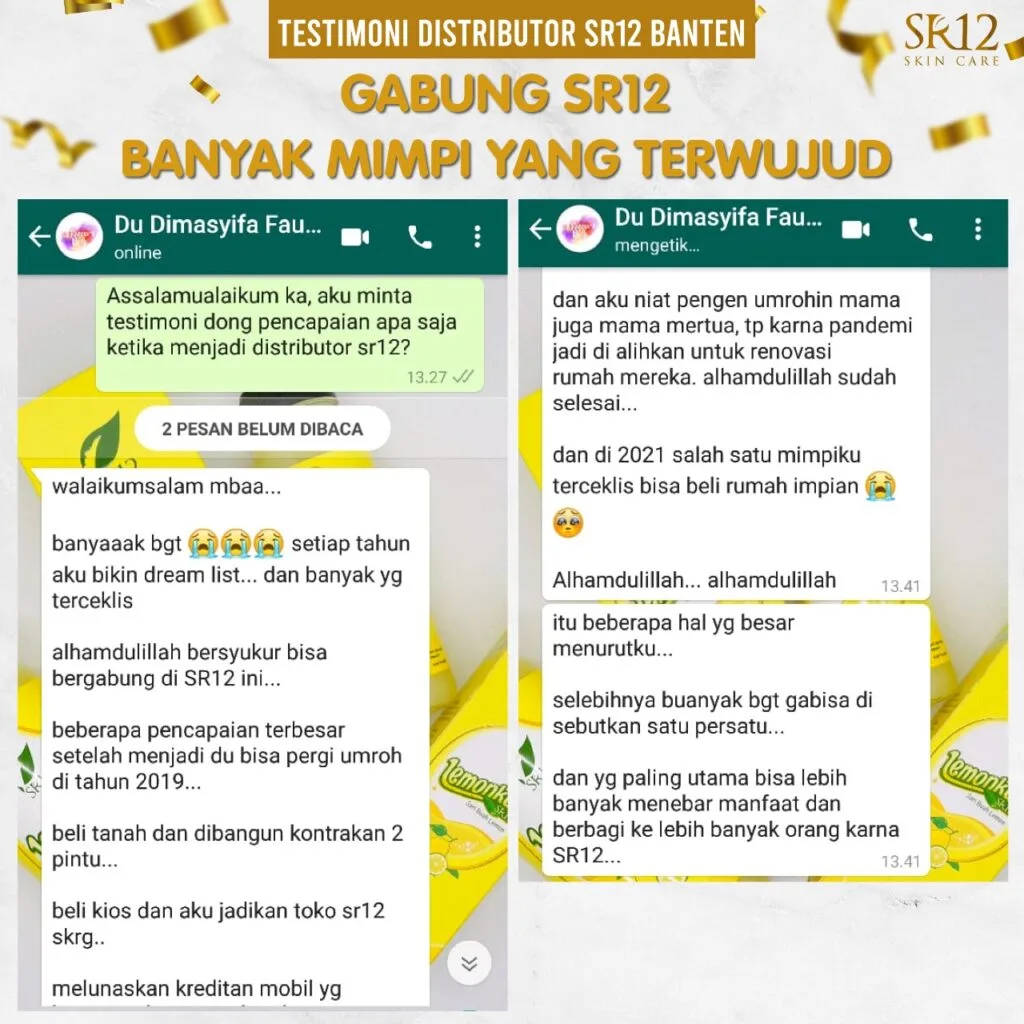 TESTIMONI DISTRIBUTOR SR12 BANTEN
SR12
SKIN CARE
GABUNG SR12
BANYAK MIMPI YANG TERWUJUD
Du Dimasyifa Fau...
online
Assalamualaikum ka, aku minta
testimoni dong pencapaian apa saja
ketika menjadi distributor sr12?
13.27
2 PESAN BELUM DIBACA
walaikumsalam mbaa...
banyaaak bgt 😭😭😭 setiap tahun
aku bikin dream list... dan banyak yg
terceklis
alhamdulillah bersyukur bisa
bergabung di SR12 ini...
beberapa pencapaian terbesar
setelah menjadi du bisa pergi umroh
di tahun 2019...
beli tanah dan dibangun kontrakan 2
pintu...
beli kios dan aku jadikan toko sr12
skrg..
melunaskan kreditan mobil yg
Du Dimasyifa Fau...
mengetik...
dan aku niat pengen umrohin mama
juga mama mertua, tp karna pandemi
jadi di alihkan untuk renovasi
rumah mereka. alhamdulillah sudah
selesai...
dan di 2021 salah satu mimpiku
terceklis bisa beli rumah impian 😭
🥺
Alhamdulillah... alhamdulillah
13.41
itu beberapa hal yg besar
menurutku...
selebihnya buanyak bgt gabisa di
sebutkan satu persatu...
dan yg paling utama bisa lebih
banyak menebar manfaat dan
berbagi ke lebih banyak orang karna
SR12...
13.41